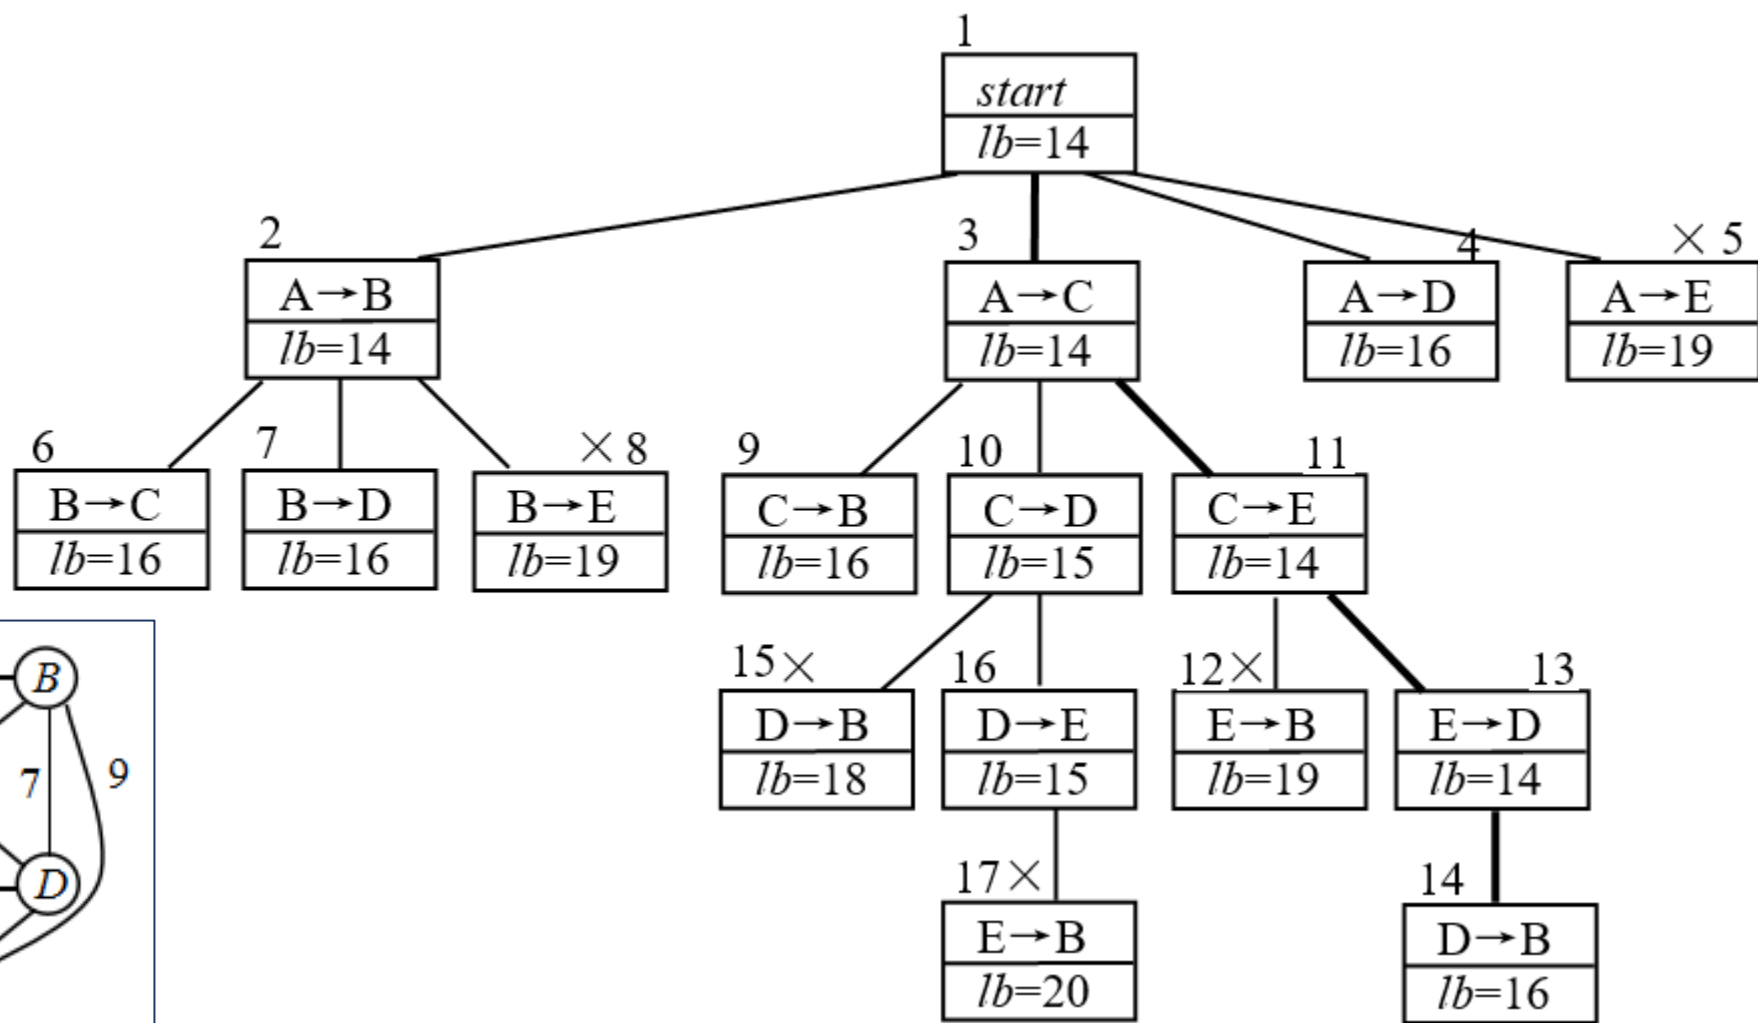 1
start
lb=14
2
A→B
lb=14
3
A→C
lb=14
4
A→D
lb=16
× 5
A→E
lb=19
6
B→C
lb=16
7
B→D
lb=16
× 8
B→E
lb=19
9
C→B
lb=16
10
C→D
lb=15
11
C→E
lb=14
15×
D→B
lb=18
16
D→E
lb=15
12×
E→B
lb=19
13
E→D
lb=14
17×
E→B
lb=20
14
D→B
lb=16
B
7
9
D